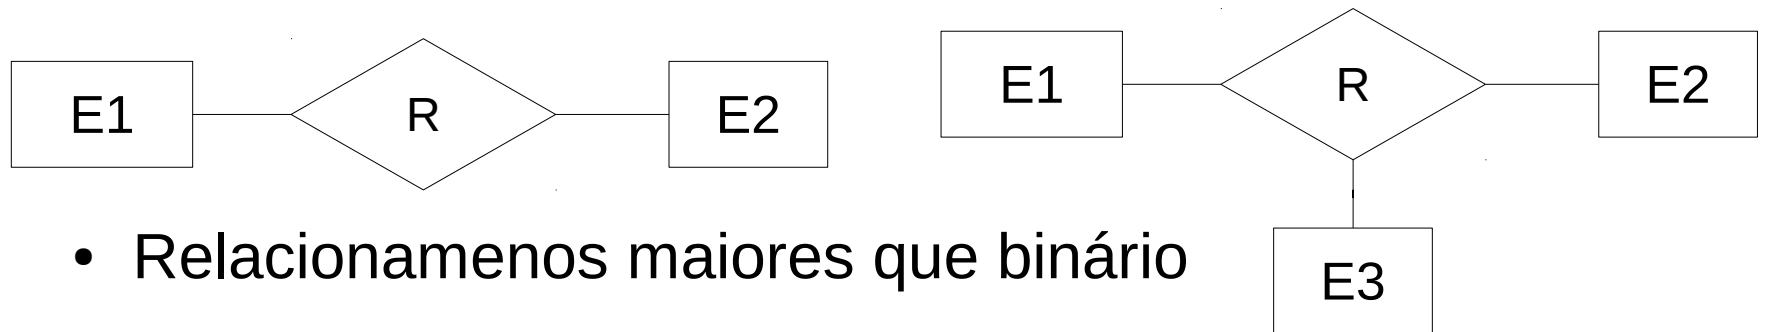 E1 R E2
E1 R E2
• Relacionamenos maiores que binário
E3